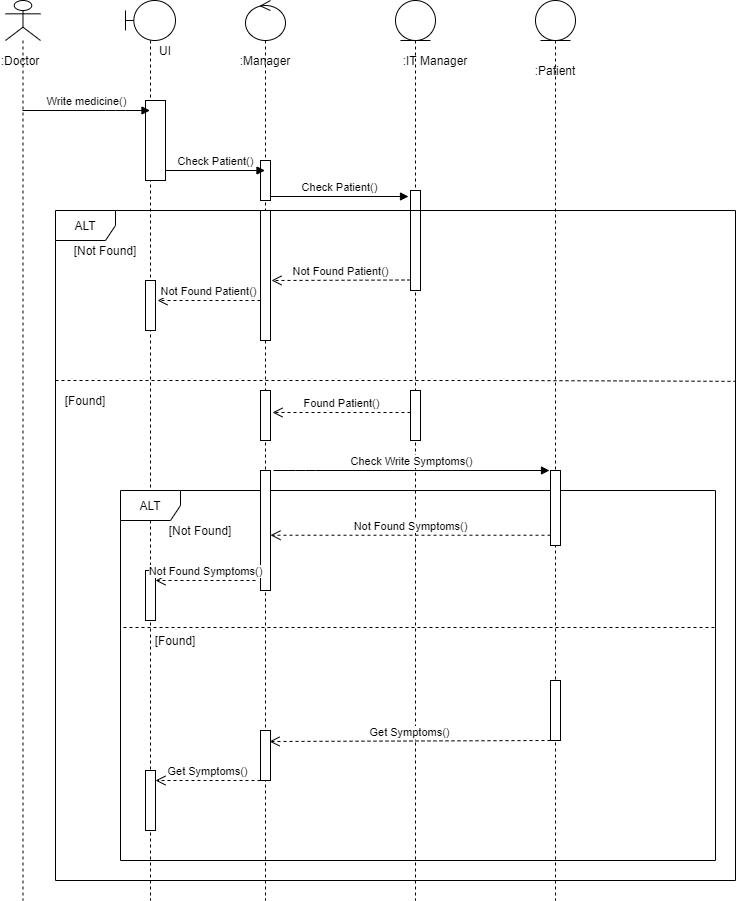 :Doctor
UI
:Manager
:IT Manager
:Patient
Write medicine()
Check Patient()
Check Patient()
ALT
[Not Found]
Not Found Patient()
Not Found Patient()
[Found]
Found Patient()
Check Write Symptoms()
ALT
[Not Found]
Not Found Symptoms()
Not Found Symptoms()
[Found]
Get Symptoms()
Get Symptoms()